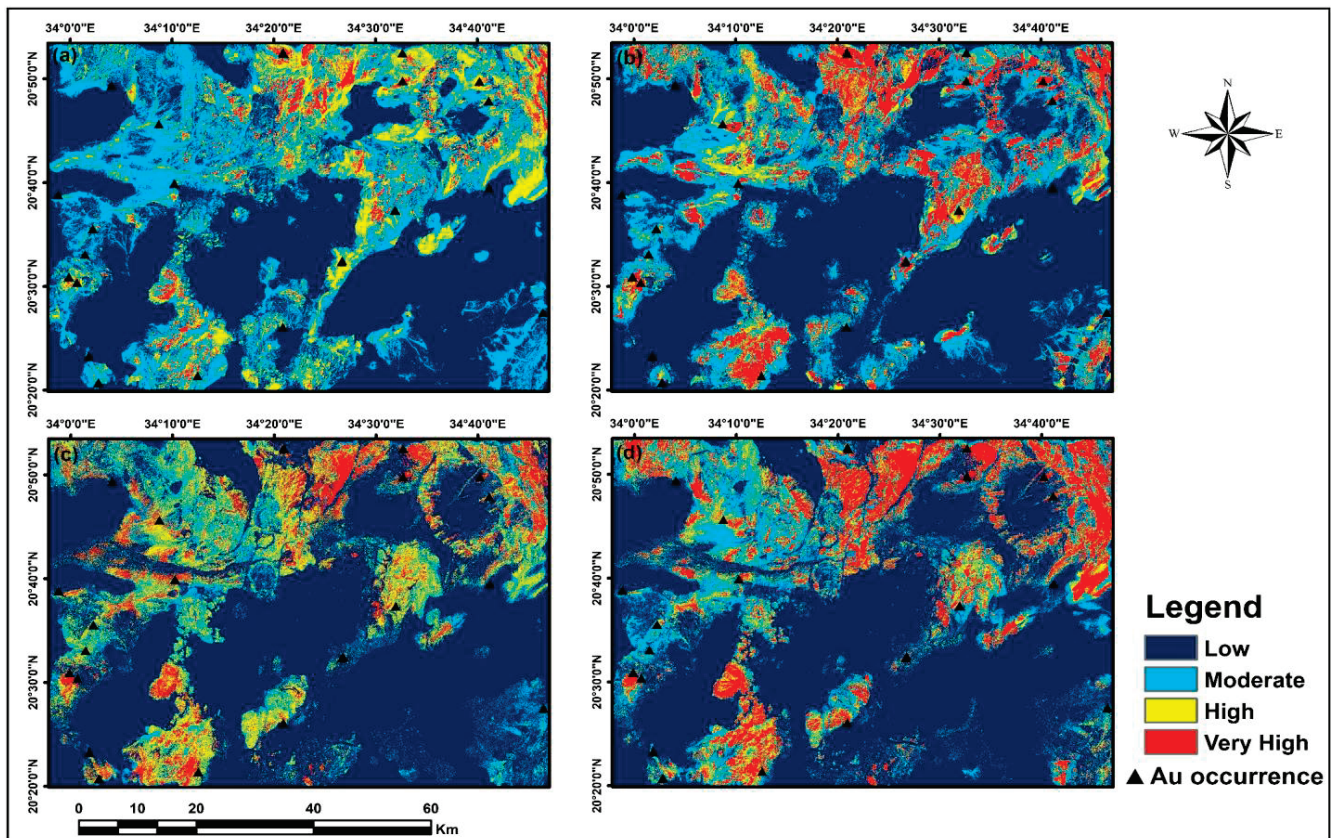 34°0'0"E 34°10'0"E 34°20'0"E 34°30'0"E 34°40'0"E
34°0'0"E 34°10'0"E 34°20'0"E 34°30'0"E 34°40'0"E
(a)
(b)
20°50'0"N
20°40'0"N
20°30'0"N
20°20'0"N
20°50'0"N
20°40'0"N
20°30'0"N
20°20'0"N
N
W E
S
34°0'0"E 34°10'0"E 34°20'0"E 34°30'0"E 34°40'0"E
34°0'0"E 34°10'0"E 34°20'0"E 34°30'0"E 34°40'0"E
(c)
(d)
20°50'0"N
20°40'0"N
20°30'0"N
20°20'0"N
20°50'0"N
20°40'0"N
20°30'0"N
20°20'0"N
Legend
Low
Moderate
High
Very High
Au occurrence
0 10 20 40 60
Km